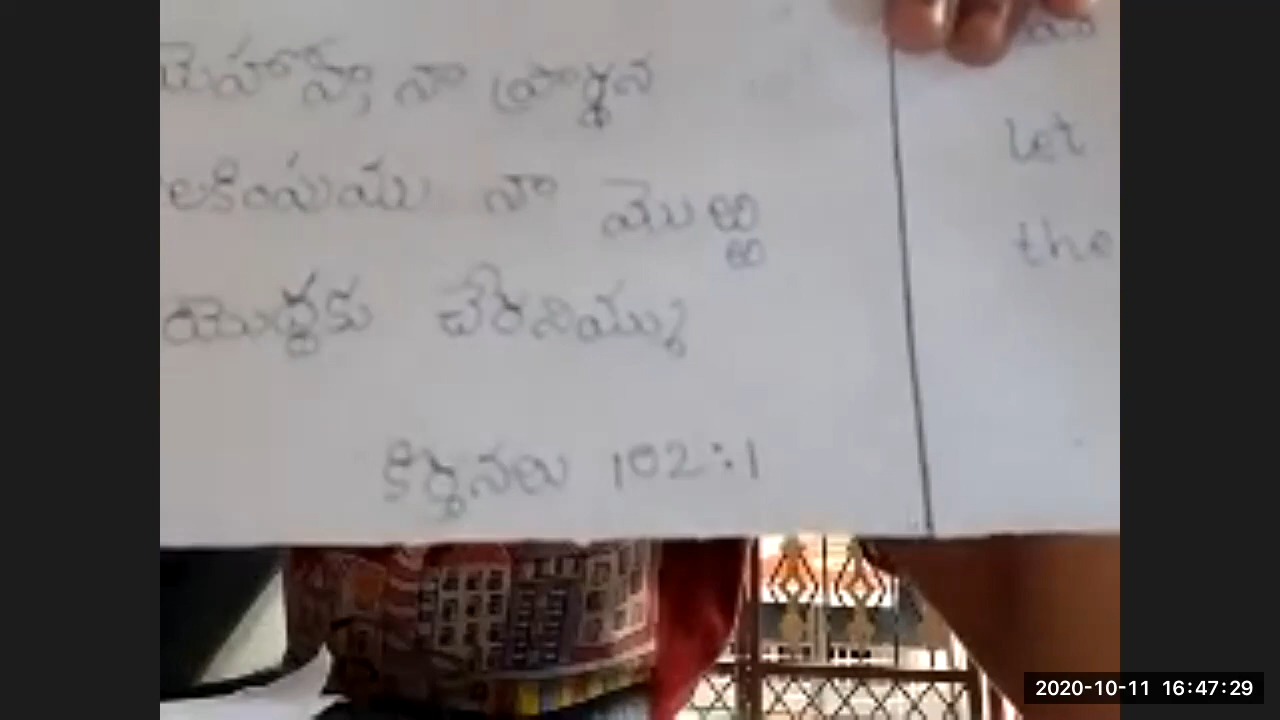 యెహోవా, నా ప్రార్థన
లకింపుము నా మొఱ్ఱ
యొద్దకు చేరనిమ్ము
కీర్తనలు 102:1
Let
the
2020-10-11 16:47:29